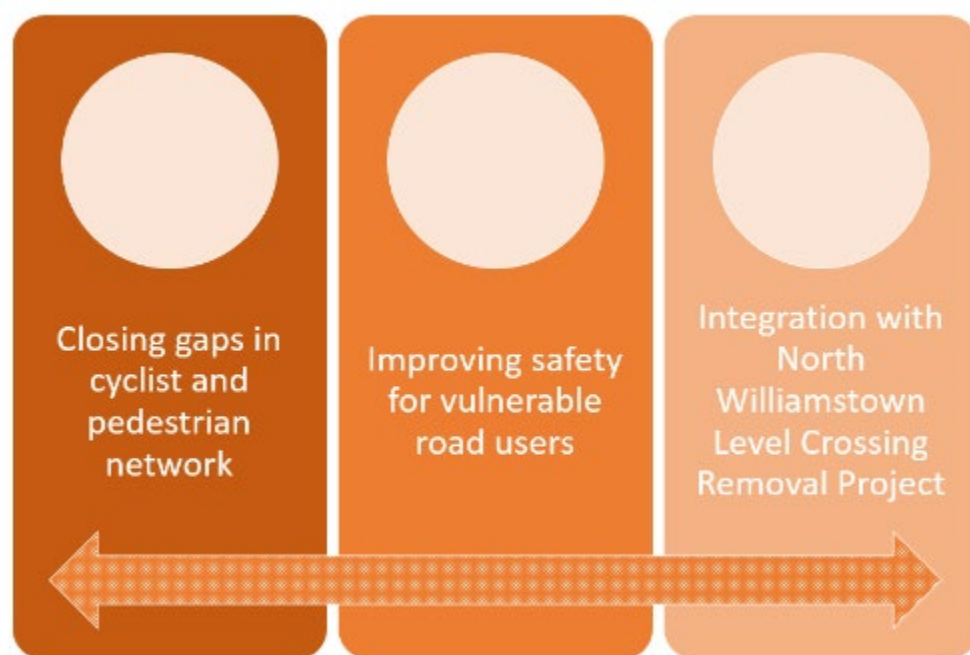 Closing gaps in
cyclist and
pedestrian
network
Improving safety
for vulnerable
road users
Integration with
North
Williamstown
Level Crossing
Removal Project